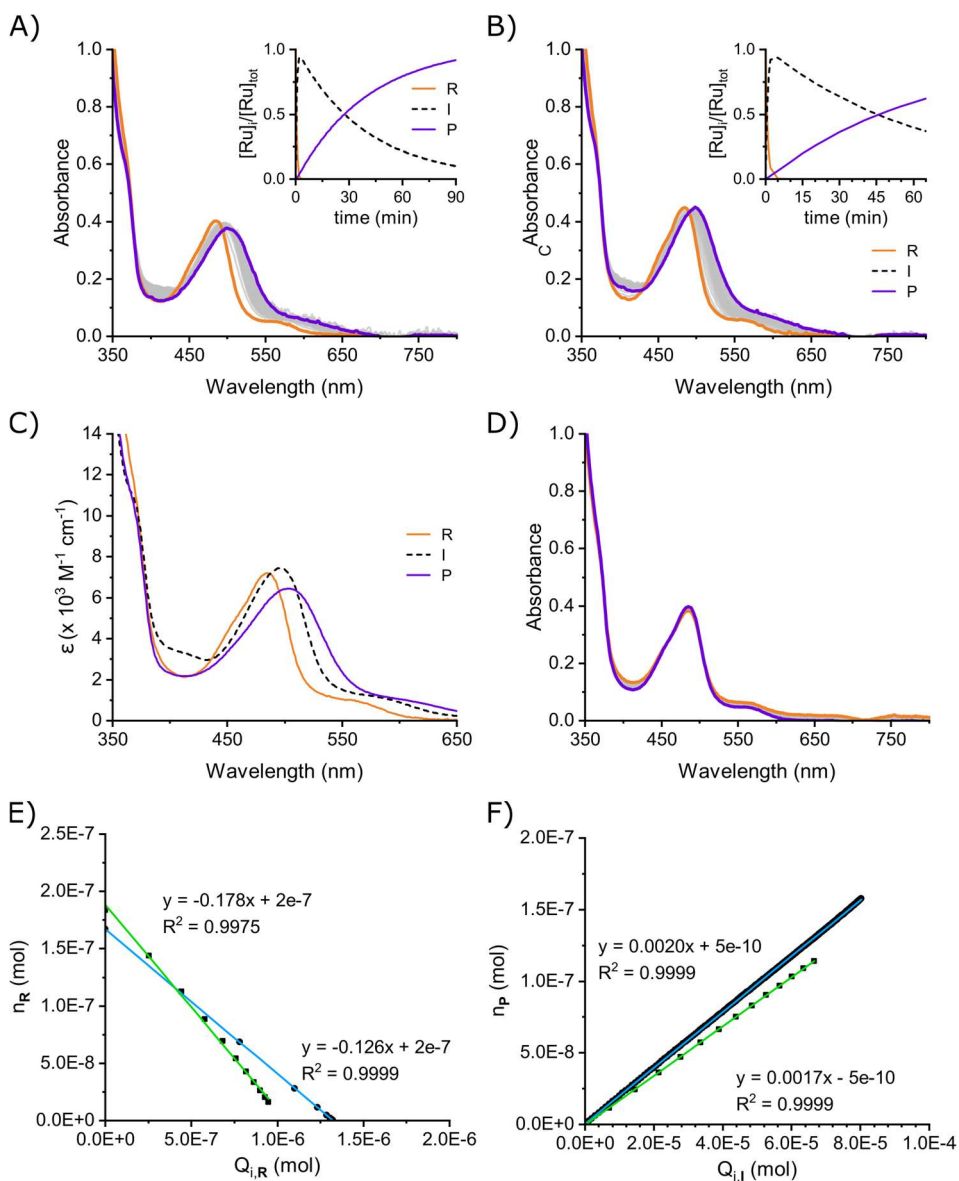 A)
1.0
0.8
0.6
0.4
0.2
0.0
Absorbance
350 450 550 650 750
Wavelength (nm)
1.0
0.5
0.0
[Ru]i/[Ru]tot
0 30 60 90
time (min)
R
I
P
B)
1.0
0.8
0.6
0.4
0.2
0.0
Absorbance
C
350 450 550 650 750
Wavelength (nm)
1.0
0.5
0.0
[Ru]i/[Ru]tot
0 15 30 45 60
time (min)
R
I
P
C)
14
12
10
8
6
4
2
0
ε (x 10³ M⁻¹ cm⁻¹)
350 450 550 650
Wavelength (nm)
R
I
P
D)
1.0
0.8
0.6
0.4
0.2
0.0
Absorbance
350 450 550 650 750
Wavelength (nm)
E)
2.5E-7
2.0E-7
1.5E-7
1.0E-7
5.0E-8
0.0E+0
nR (mol)
y = -0.178x + 2e-7
R² = 0.9975
y = -0.126x + 2e-7
R² = 0.9999
0.0E+0 5.0E-7 1.0E-6 1.5E-6 2.0E-6
Qi,R (mol)
F)
2.0E-7
1.5E-7
1.0E-7
5.0E-8
0.0E+0
nP (mol)
y = 0.0020x + 5e-10
R² = 0.9999
y = 0.0017x - 5e-10
R² = 0.9999
0.0E+0 2.0E-5 4.0E-5 6.0E-5 8.0E-5 1.0E-4
Qi,I (mol)